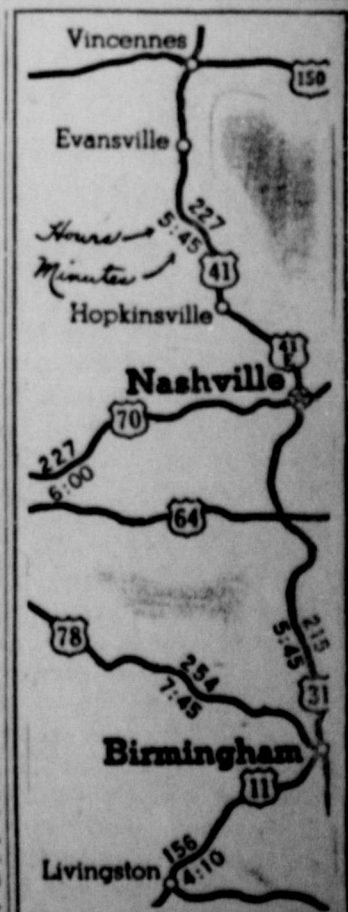 Vincennes
150
Evansville
227
5:45
Hours
Minutes
41
Hopkinsville
41
E
Nashville
70
227
6:00
64
78
254
7:45
215
5:45
31
Birmingham
11
156
4:10
Livingston